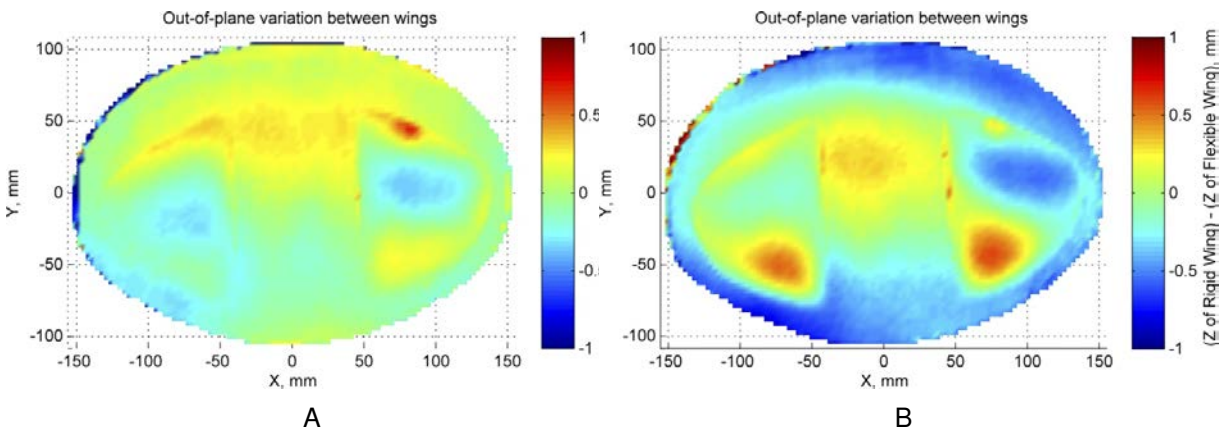 Out-of-plane variation between wings
100
50
0
-50
-100
Y, mm
-150 -100 -50 0 50 100 150
X, mm
1
0.5
0
-0.5
-1
A
Out-of-plane variation between wings
100
50
0
-50
-100
Y, mm
-150 -100 -50 0 50 100 150
X, mm
1
0.5
0
-0.5
-1
(Z of Rigid Wing) - (Z of Flexible Wing), mm
B